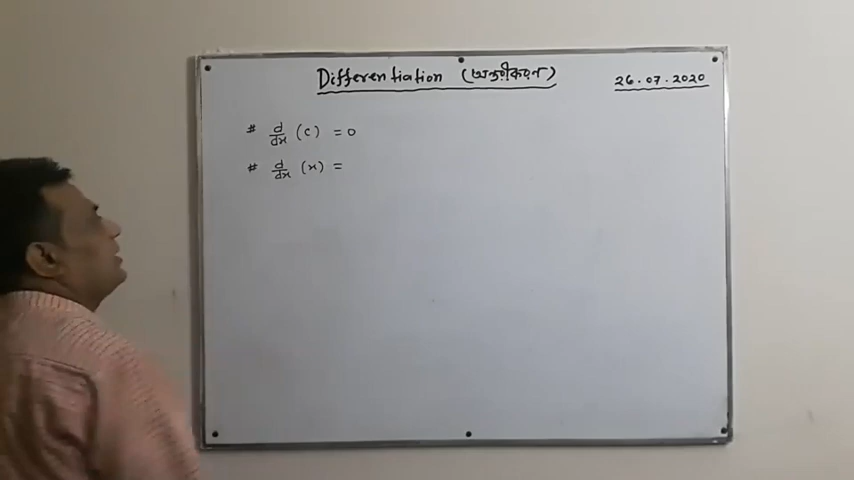 Differentiation (অন্তরীকরণ) 26.07.2020
# d/dx (c) = 0
# d/dx (x) =